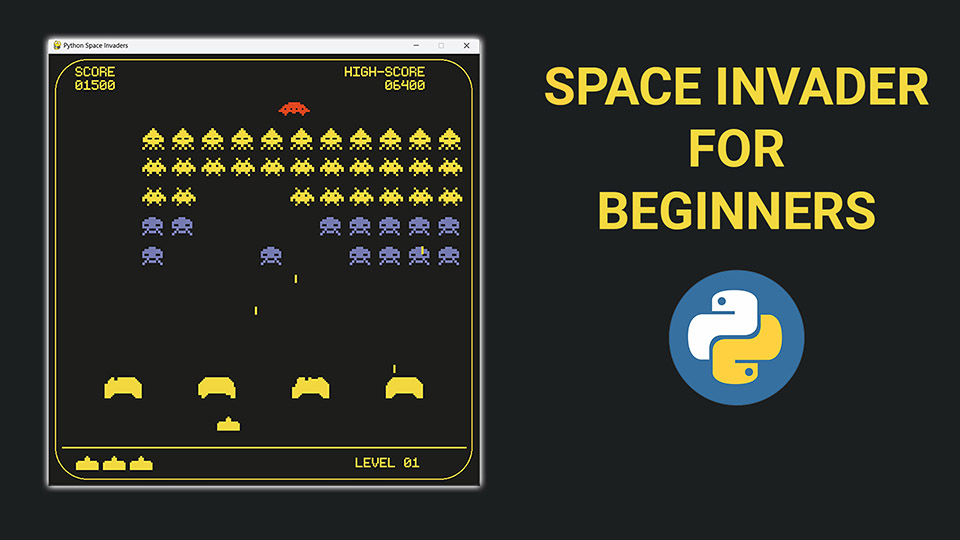 Python Space Invaders
SCORE
01500
HIGH-SCORE
06400
LEVEL 01
SPACE INVADER
FOR
BEGINNERS